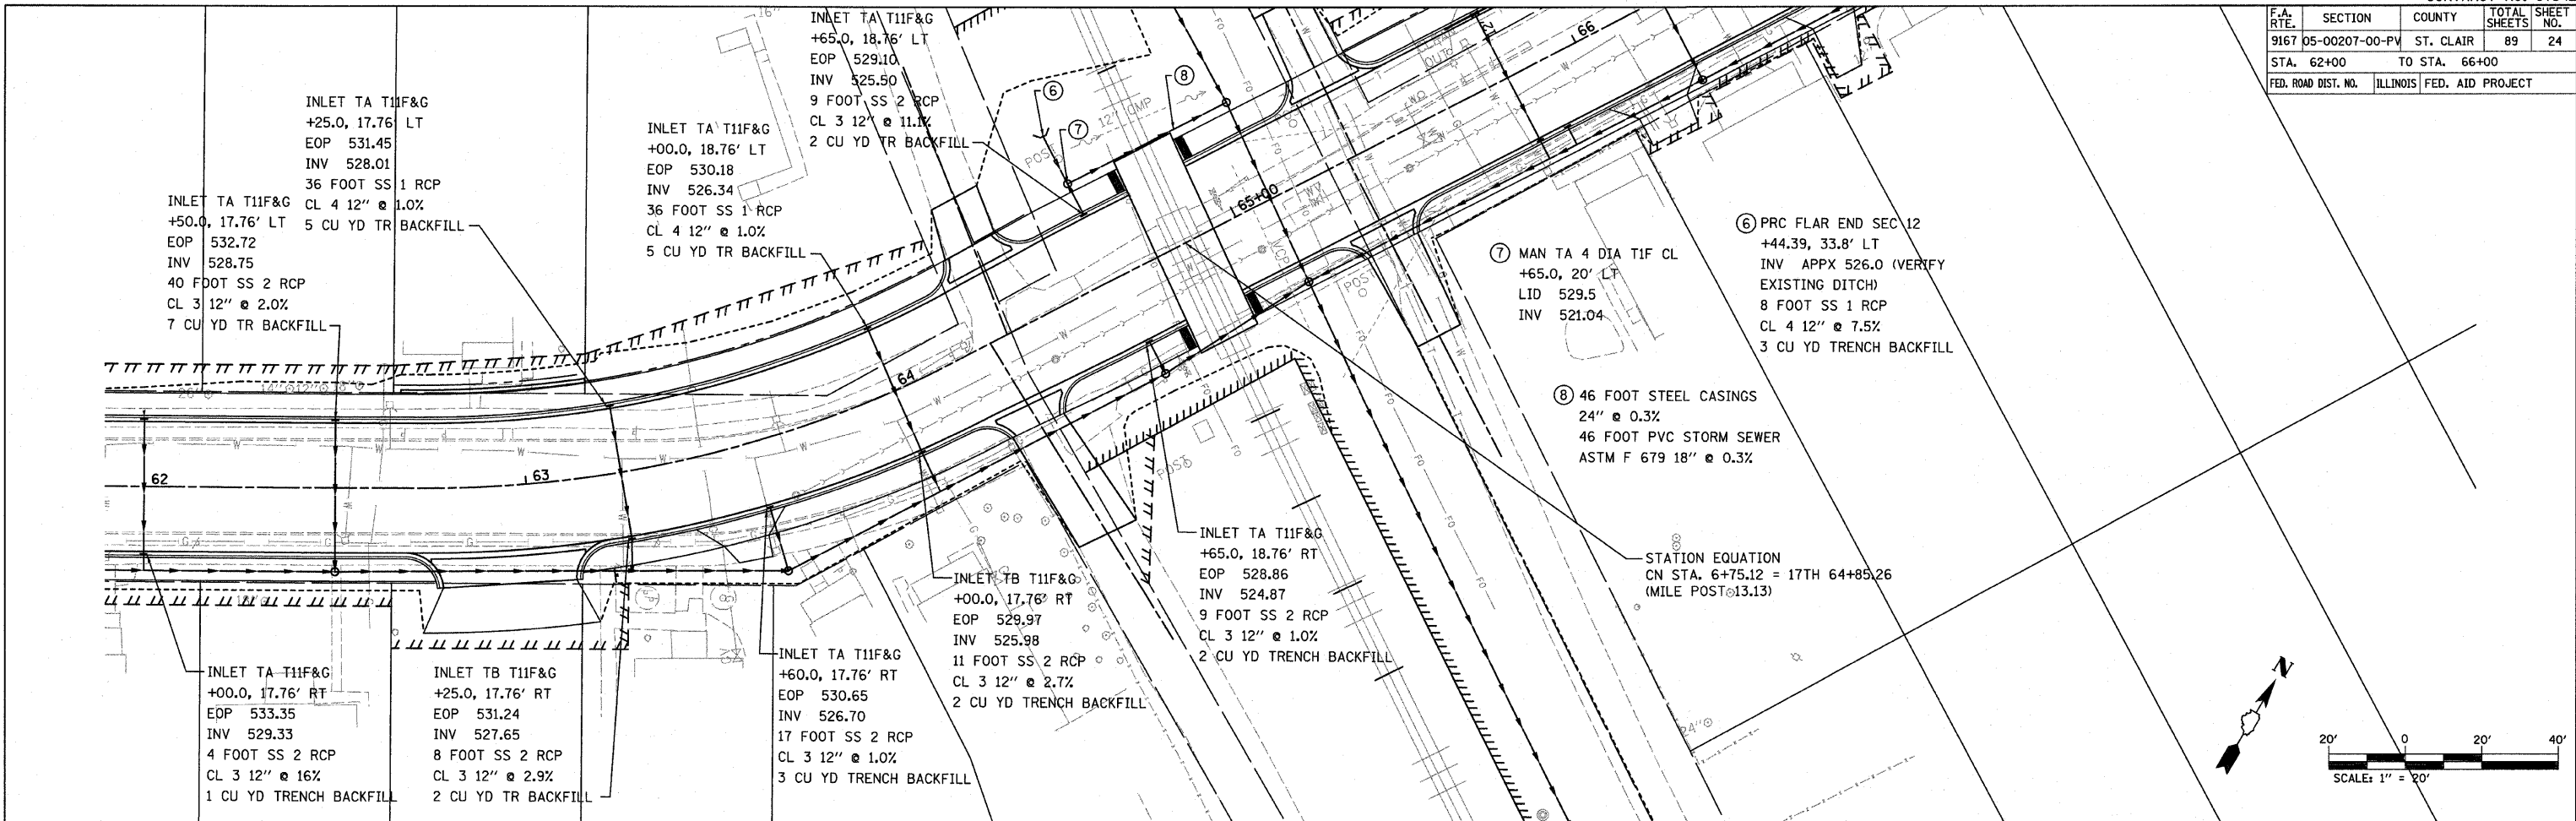 F.A. RTE. SECTION COUNTY TOTAL SHEETS SHEET NO.
9167 05-00207-00-PV ST. CLAIR 89 24
STA. 62+00 TO STA. 66+00
FED. ROAD DIST. NO. ILLINOIS FED. AID PROJECT
INLET TA T11F&G
+65.0, 18.76' LT
EOP 529.10
INV 525.50
9 FOOT SS 2 RCP
CL 3 12" @ 11.1%
2 CU YD TR BACKFILL
INLET TA T11F&G
+25.0, 17.76' LT
EOP 531.45
INV 528.01
36 FOOT SS 1 RCP
CL 4 12" @ 1.0%
5 CU YD TR BACKFILL
INLET TA T11F&G
+00.0, 18.76' LT
EOP 530.18
INV 526.34
36 FOOT SS 1 RCP
CL 4 12" @ 1.0%
5 CU YD TR BACKFILL
INLET TA T11F&G
+50.0, 17.76' LT
EOP 532.72
INV 528.75
40 FOOT SS 2 RCP
CL 3 12" @ 2.0%
7 CU YD TR BACKFILL
6
7
8
12" CMP
POST
16"
66
65+00
64
63
62
26"
14" 12" 18"
VCP
POST
POST
24"
6 PRC FLAR END SEC 12
+44.39, 33.8' LT
INV APPX 526.0 (VERIFY
EXISTING DITCH)
8 FOOT SS 1 RCP
CL 4 12" @ 7.5%
3 CU YD TRENCH BACKFILL
7 MAN TA 4 DIA T1F CL
+65.0, 20' LT
LID 529.5
INV 521.04
8 46 FOOT STEEL CASINGS
24" @ 0.3%
46 FOOT PVC STORM SEWER
ASTM F 679 18" @ 0.3%
STATION EQUATION
CN STA. 6+75.12 = 17TH 64+85.26
(MILE POST 13.13)
INLET TA T11F&G
+65.0, 18.76' RT
EOP 528.86
INV 524.87
9 FOOT SS 2 RCP
CL 3 12" @ 1.0%
2 CU YD TRENCH BACKFILL
INLET TB T11F&G
+00.0, 17.76' RT
EOP 529.97
INV 525.98
11 FOOT SS 2 RCP
CL 3 12" @ 2.7%
2 CU YD TRENCH BACKFILL
INLET TA T11F&G
+60.0, 17.76' RT
EOP 530.65
INV 526.70
17 FOOT SS 2 RCP
CL 3 12" @ 1.0%
3 CU YD TRENCH BACKFILL
INLET TB T11F&G
+25.0, 17.76' RT
EOP 531.24
INV 527.65
8 FOOT SS 2 RCP
CL 3 12" @ 2.9%
2 CU YD TR BACKFILL
INLET TA T11F&G
+00.0, 17.76' RT
EOP 533.35
INV 529.33
4 FOOT SS 2 RCP
CL 3 12" @ 16%
1 CU YD TRENCH BACKFILL
N
20' 0 20' 40'
SCALE: 1" = 20'